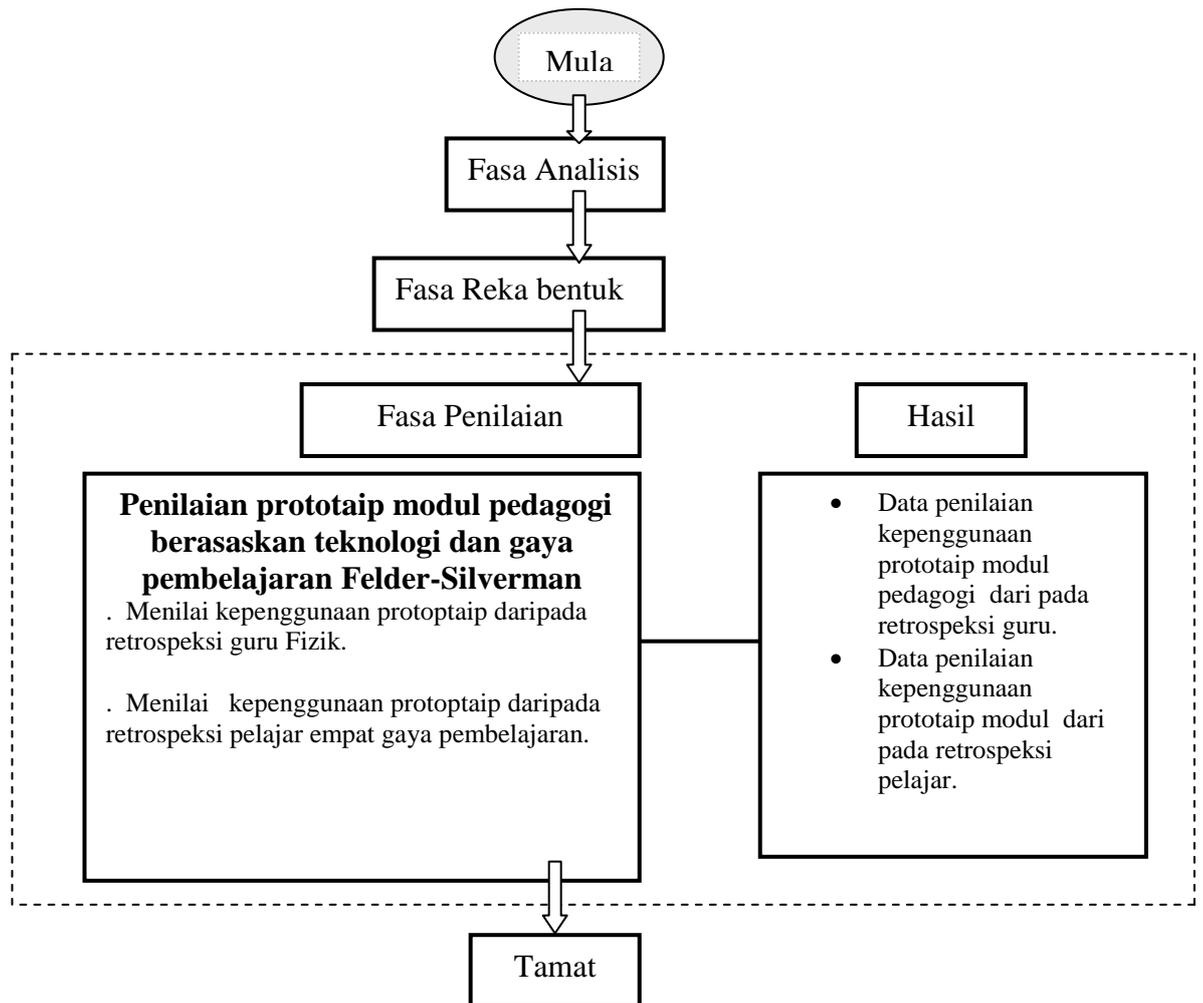 Mula
Fasa Analisis
Fasa Reka bentuk
Fasa Penilaian
Penilaian prototaip modul pedagogi
berasaskan teknologi dan gaya
pembelajaran Felder-Silverman
. Menilai kepenggunaan protoptaip daripada
retrospeksi guru Fizik.
. Menilai kepenggunaan protoptaip daripada
retrospeksi pelajar empat gaya pembelajaran.
Hasil
• Data penilaian
kepenggunaan
prototaip modul
pedagogi dari pada
retrospeksi guru.
• Data penilaian
kepenggunaan
prototaip modul dari
pada retrospeksi
pelajar.
Tamat